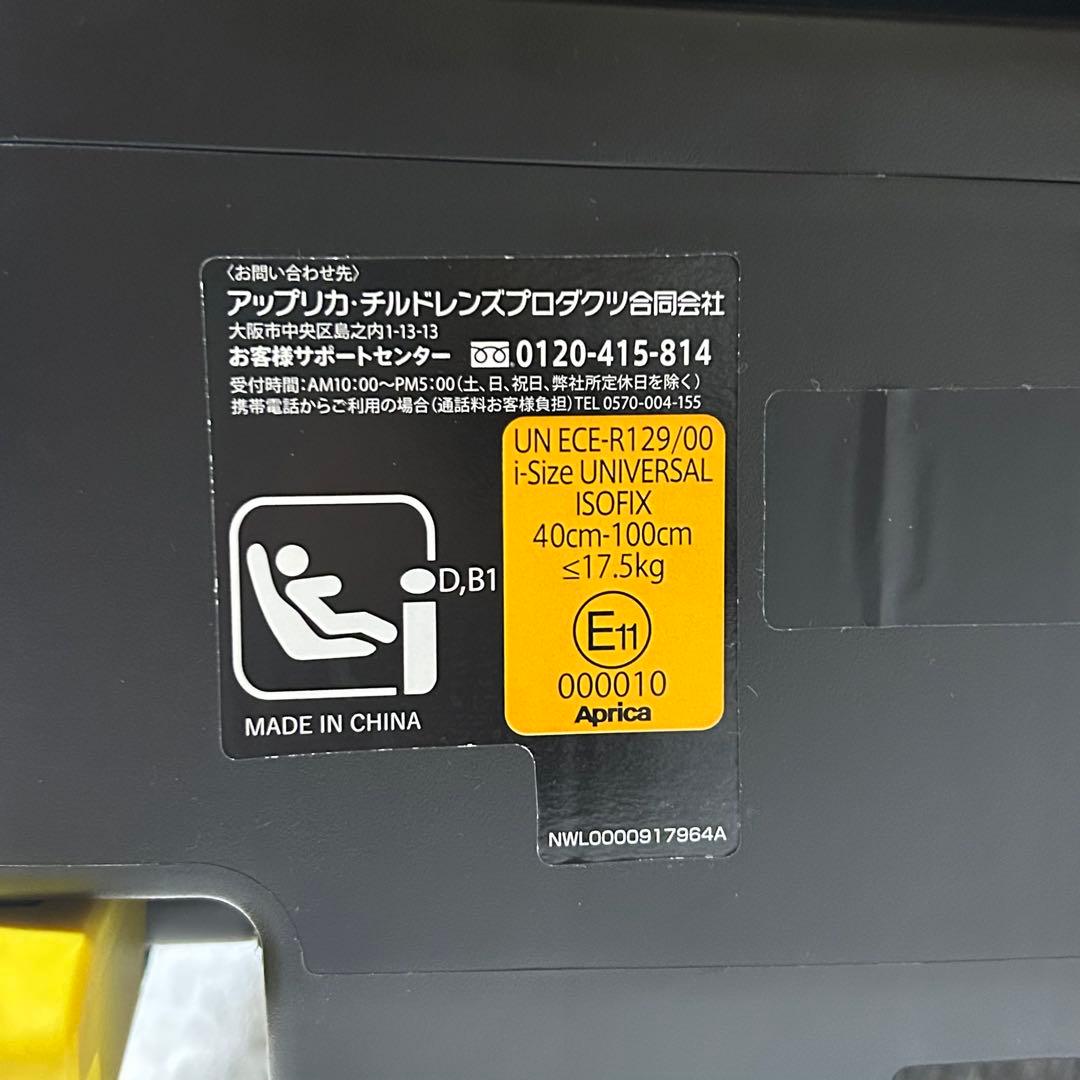 〈お問い合わせ先〉
アップリカ・チルドレンズプロダクツ合同会社
大阪市中央区島之内1-13-13
お客様サポートセンター 0120-415-814
受付時間:AM10:00〜PM5:00(土、日、祝日、弊社所定休日を除く)
携帯電話からご利用の場合(通話料お客様負担)TEL 0570-004-155
UN ECE-R129/00
i-Size UNIVERSAL
ISOFIX
40cm-100cm
≤17.5kg
E11
000010
Aprica
i
D,B1
MADE IN CHINA
NWL0000917964A